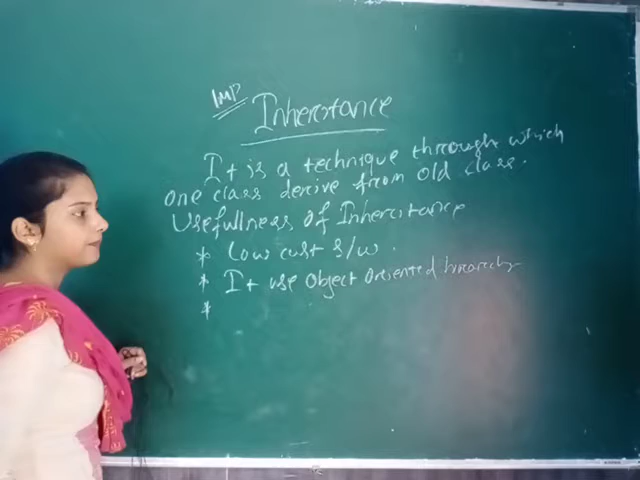 IMP
Inheritance
It is a technique through which
one class derive from old class.
Usefullness of Inheritance
* Low cost s/w.
* It use Object Oriented hierarchy
*